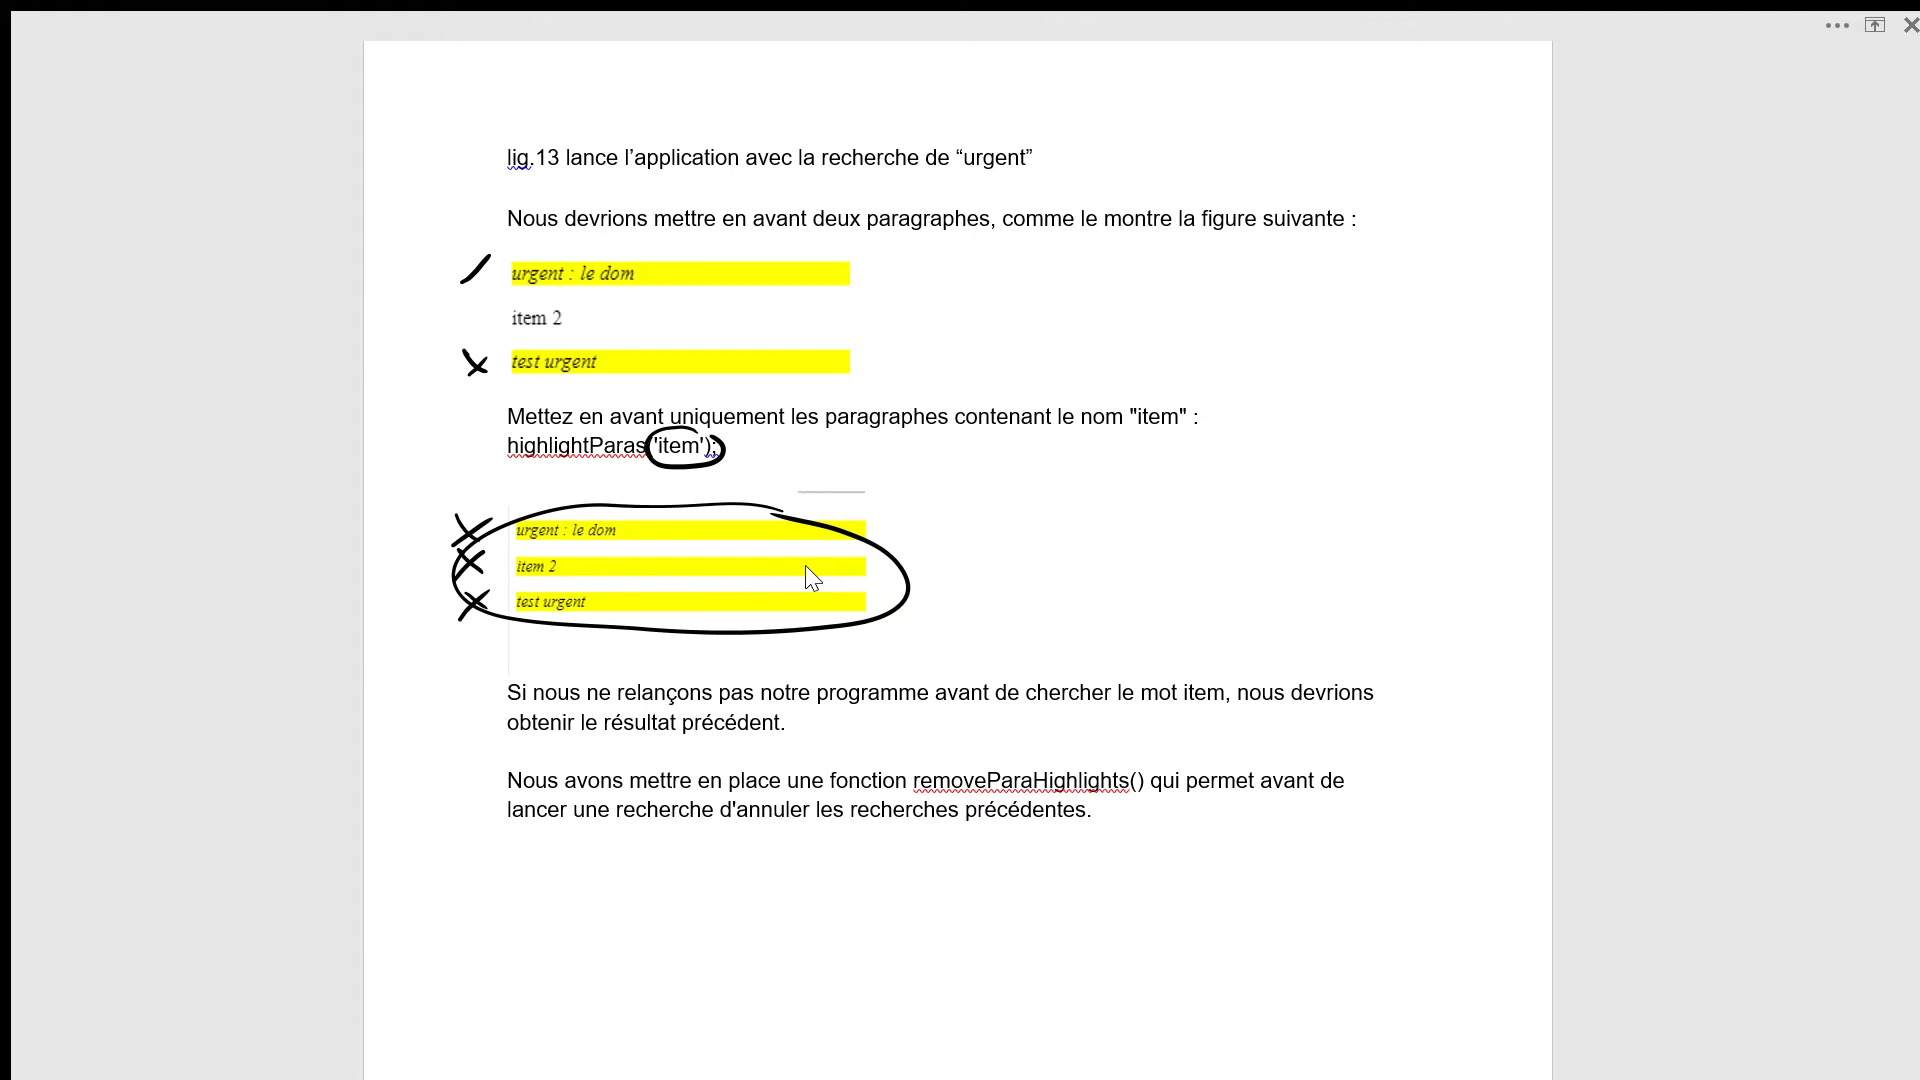 lig.13 lance l’application avec la recherche de “urgent”
Nous devrions mettre en avant deux paragraphes, comme le montre la figure suivante :
urgent : le dom
item 2
test urgent
Mettez en avant uniquement les paragraphes contenant le nom "item" :
highlightParas('item');
urgent : le dom
item 2
test urgent
Si nous ne relançons pas notre programme avant de chercher le mot item, nous devrions
obtenir le résultat précédent.
Nous avons mettre en place une fonction removeParaHighlights() qui permet avant de
lancer une recherche d'annuler les recherches précédentes.